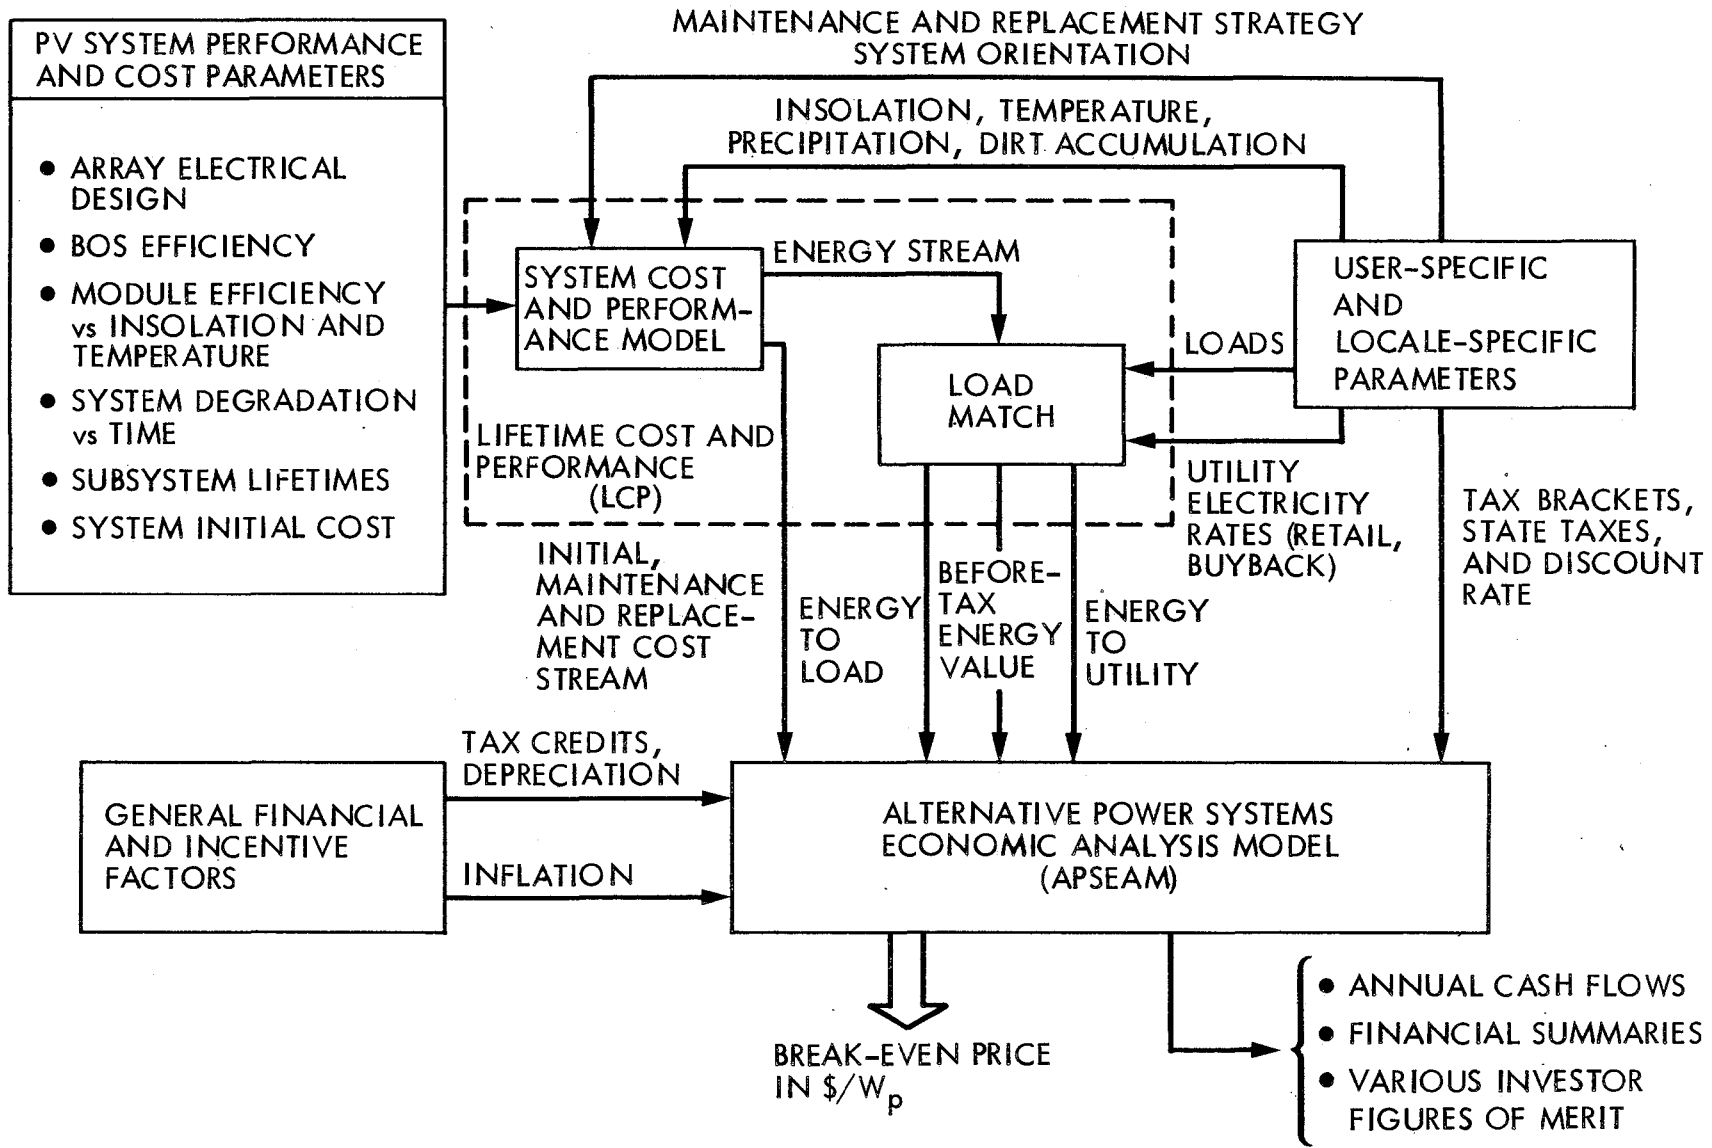 MAINTENANCE AND REPLACEMENT STRATEGY
SYSTEM ORIENTATION
PV SYSTEM PERFORMANCE
AND COST PARAMETERS
● ARRAY ELECTRICAL
DESIGN
● BOS EFFICIENCY
● MODULE EFFICIENCY
vs INSOLATION AND
TEMPERATURE
● SYSTEM DEGRADATION
vs TIME
● SUBSYSTEM LIFETIMES
● SYSTEM INITIAL COST
INSOLATION, TEMPERATURE,
PRECIPITATION, DIRT ACCUMULATION
SYSTEM COST
AND PERFORM-
ANCE MODEL
ENERGY STREAM
LOAD
MATCH
LIFETIME COST AND
PERFORMANCE
(LCP)
USER-SPECIFIC
AND
LOCALE-SPECIFIC
PARAMETERS
LOADS
UTILITY
ELECTRICITY
RATES (RETAIL,
BUYBACK)
TAX BRACKETS,
STATE TAXES,
AND DISCOUNT
RATE
INITIAL,
MAINTENANCE
AND REPLACE-
MENT COST
STREAM
ENERGY
TO
LOAD
BEFORE-
TAX
ENERGY
VALUE
ENERGY
TO
UTILITY
TAX CREDITS,
DEPRECIATION
GENERAL FINANCIAL
AND INCENTIVE
FACTORS
INFLATION
ALTERNATIVE POWER SYSTEMS
ECONOMIC ANALYSIS MODEL
(APSEAM)
BREAK-EVEN PRICE
IN $/Wp
● ANNUAL CASH FLOWS
● FINANCIAL SUMMARIES
● VARIOUS INVESTOR
FIGURES OF MERIT